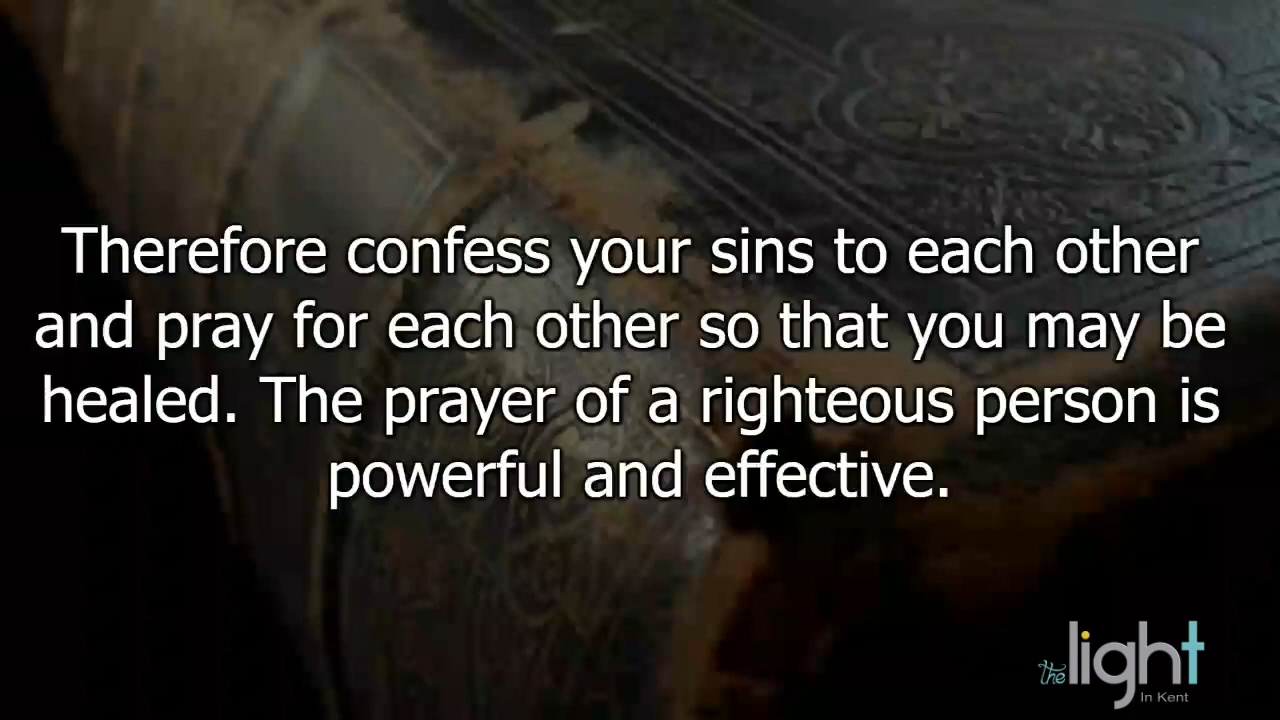 Therefore confess your sins to each other
and pray for each other so that you may be
healed. The prayer of a righteous person is
powerful and effective.
the light
In Kent